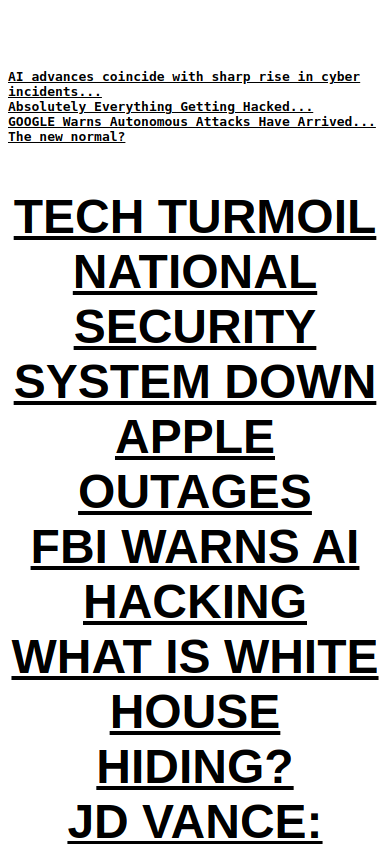 AI advances coincide with sharp rise in cyber
incidents...
Absolutely Everything Getting Hacked...
GOOGLE Warns Autonomous Attacks Have Arrived...
The new normal?
TECH TURMOIL
NATIONAL
SECURITY
SYSTEM DOWN
APPLE
OUTAGES
FBI WARNS AI
HACKING
WHAT IS WHITE
HOUSE
HIDING?
JD VANCE: